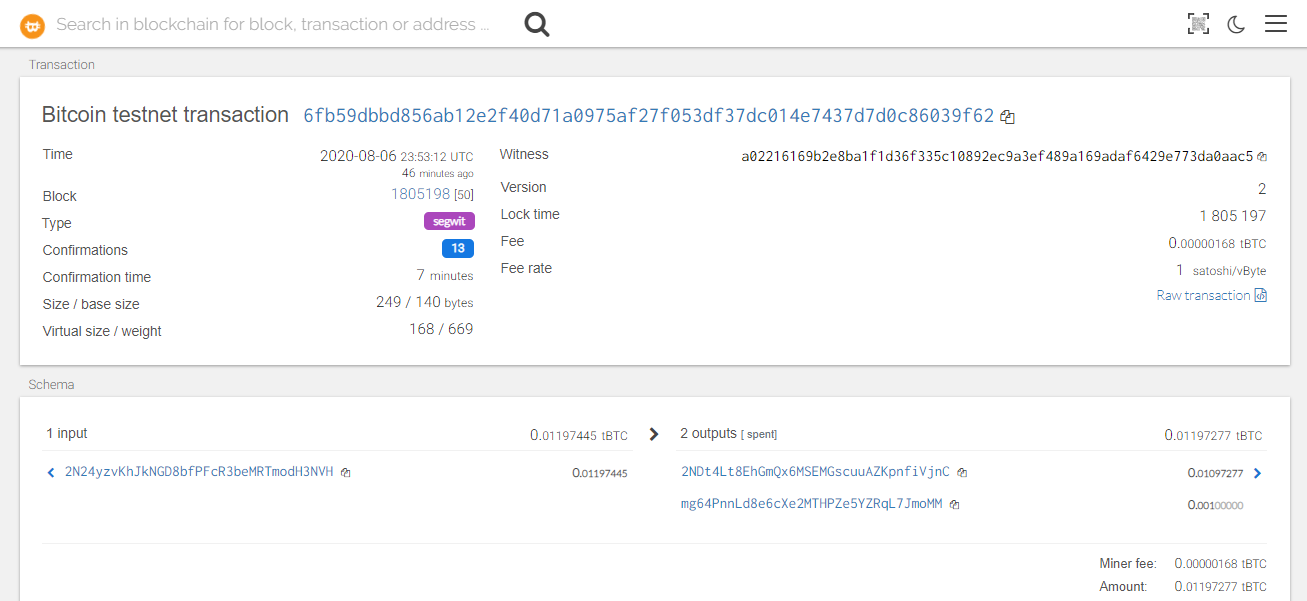 Search in blockchain for block, transaction or address ...
Transaction
Bitcoin testnet transaction 6fb59dbbd856ab12e2f40d71a0975af27f053df37dc014e7437d7d0c86039f62
Time 2020-08-06 23:53:12 UTC
46 minutes ago
Block 1805198 [50]
Type segwit
Confirmations 13
Confirmation time 7 minutes
Size / base size 249 / 140 bytes
Virtual size / weight 168 / 669
Witness a02216169b2e8ba1f1d36f335c10892ec9a3ef489a169adaf6429e773da0aac5
Version 2
Lock time 1 805 197
Fee 0.00000168 tBTC
Fee rate 1 satoshi/vByte
Raw transaction
Schema
1 input 0.01197445 tBTC
2 outputs [ spent] 0.01197277 tBTC
2N24yzvKhJkNGD8bfPFcR3beMRTmodH3NVH 0.01197445
2NDt4Lt8EhGmQx6MSEMGscuuAZKpnfiVjnC 0.01097277
mg64PnnLd8e6cXe2MTHPZe5YZRqL7JmoMM 0.00100000
Miner fee: 0.00000168 tBTC
Amount: 0.01197277 tBTC